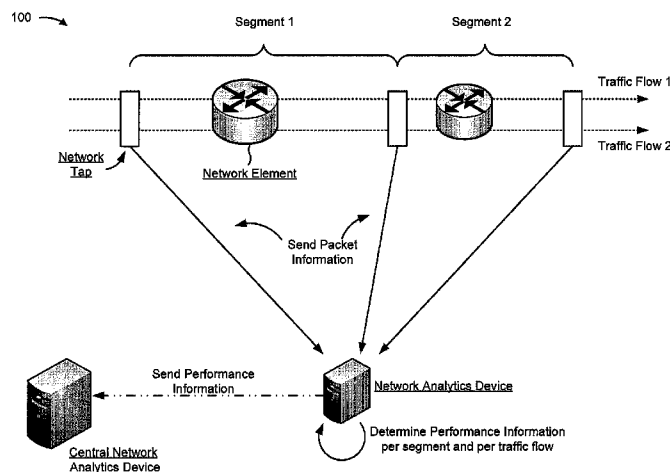 100
Segment 1
Segment 2
Traffic Flow 1
Traffic Flow 2
Network
Tap
Network Element
Send Packet
Information
Send Performance
Information
Network Analytics Device
Determine Performance Information
per segment and per traffic flow
Central Network
Analytics Device